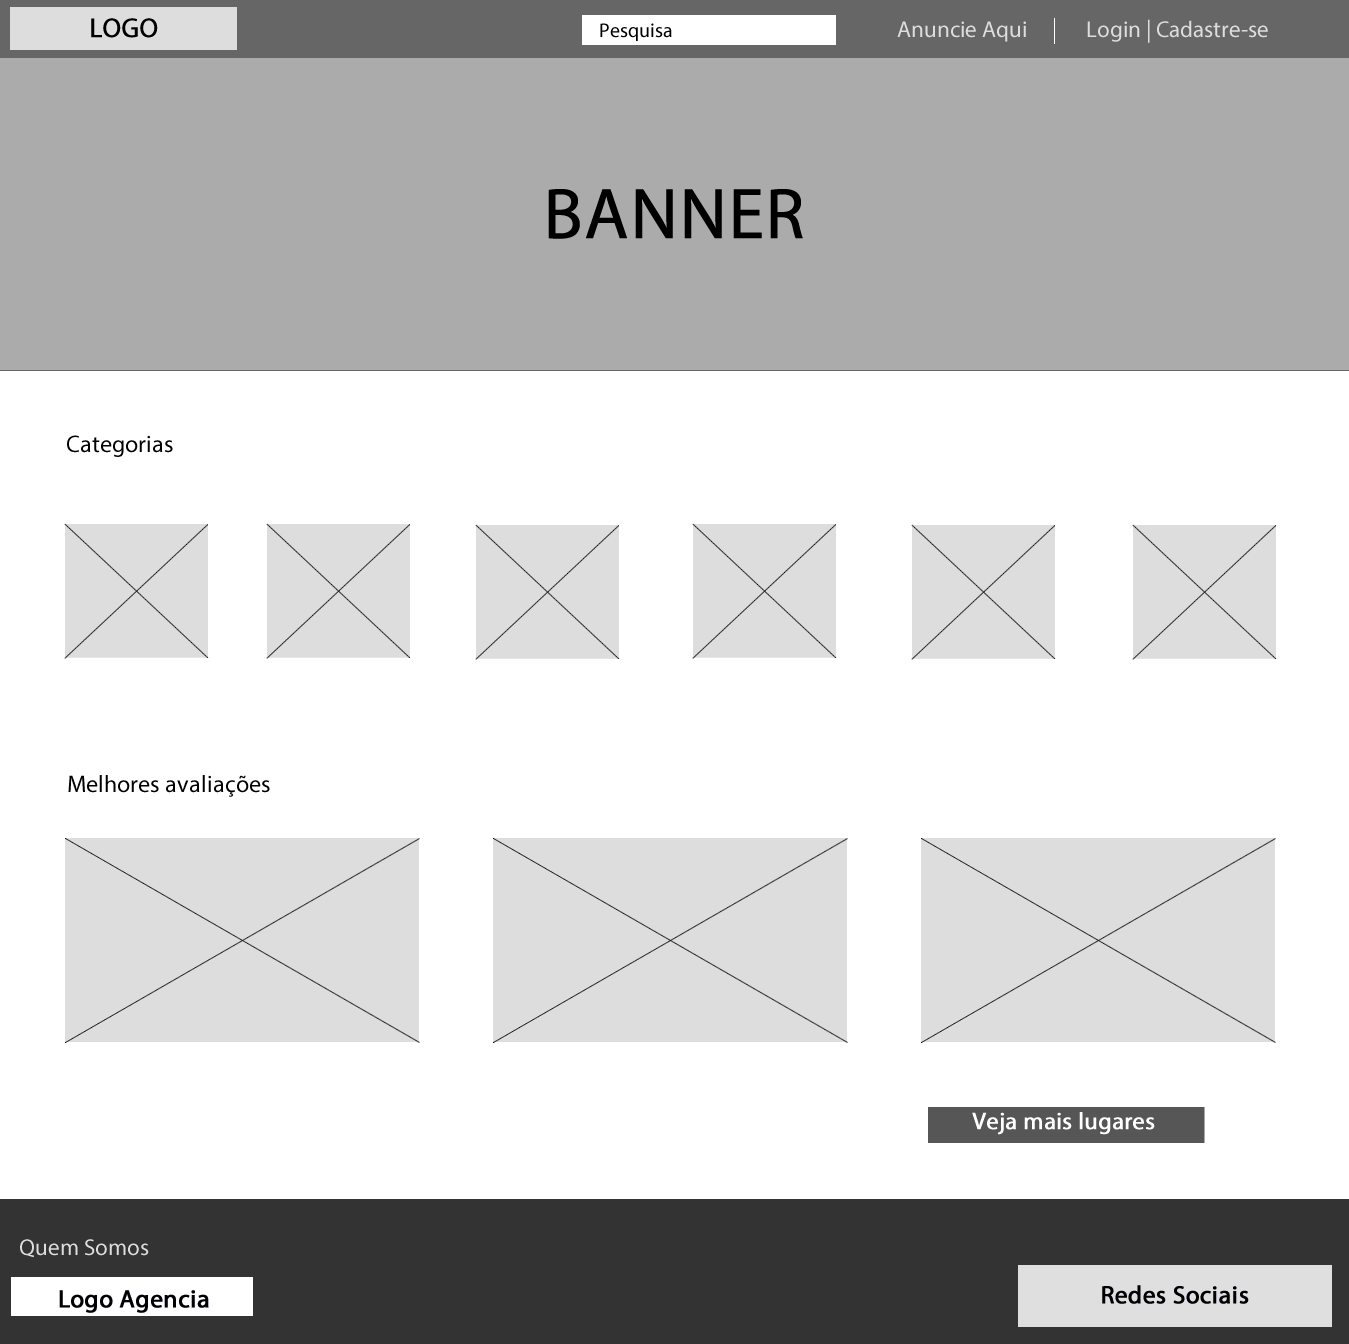 LOGO
Pesquisa
Anuncie Aqui
Login | Cadastre-se
BANNER
Categorias
Melhores avaliações
Veja mais lugares
Quem Somos
Logo Agencia
Redes Sociais